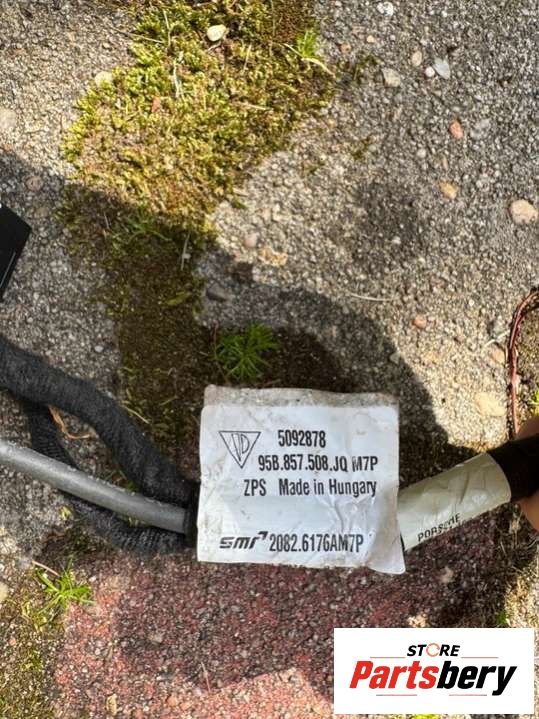 5092878
95B.857.508.JQ M7P
ZPS Made in Hungary
SMR 2082.6176AM7P
PORSCHE
STORE
Partsbery